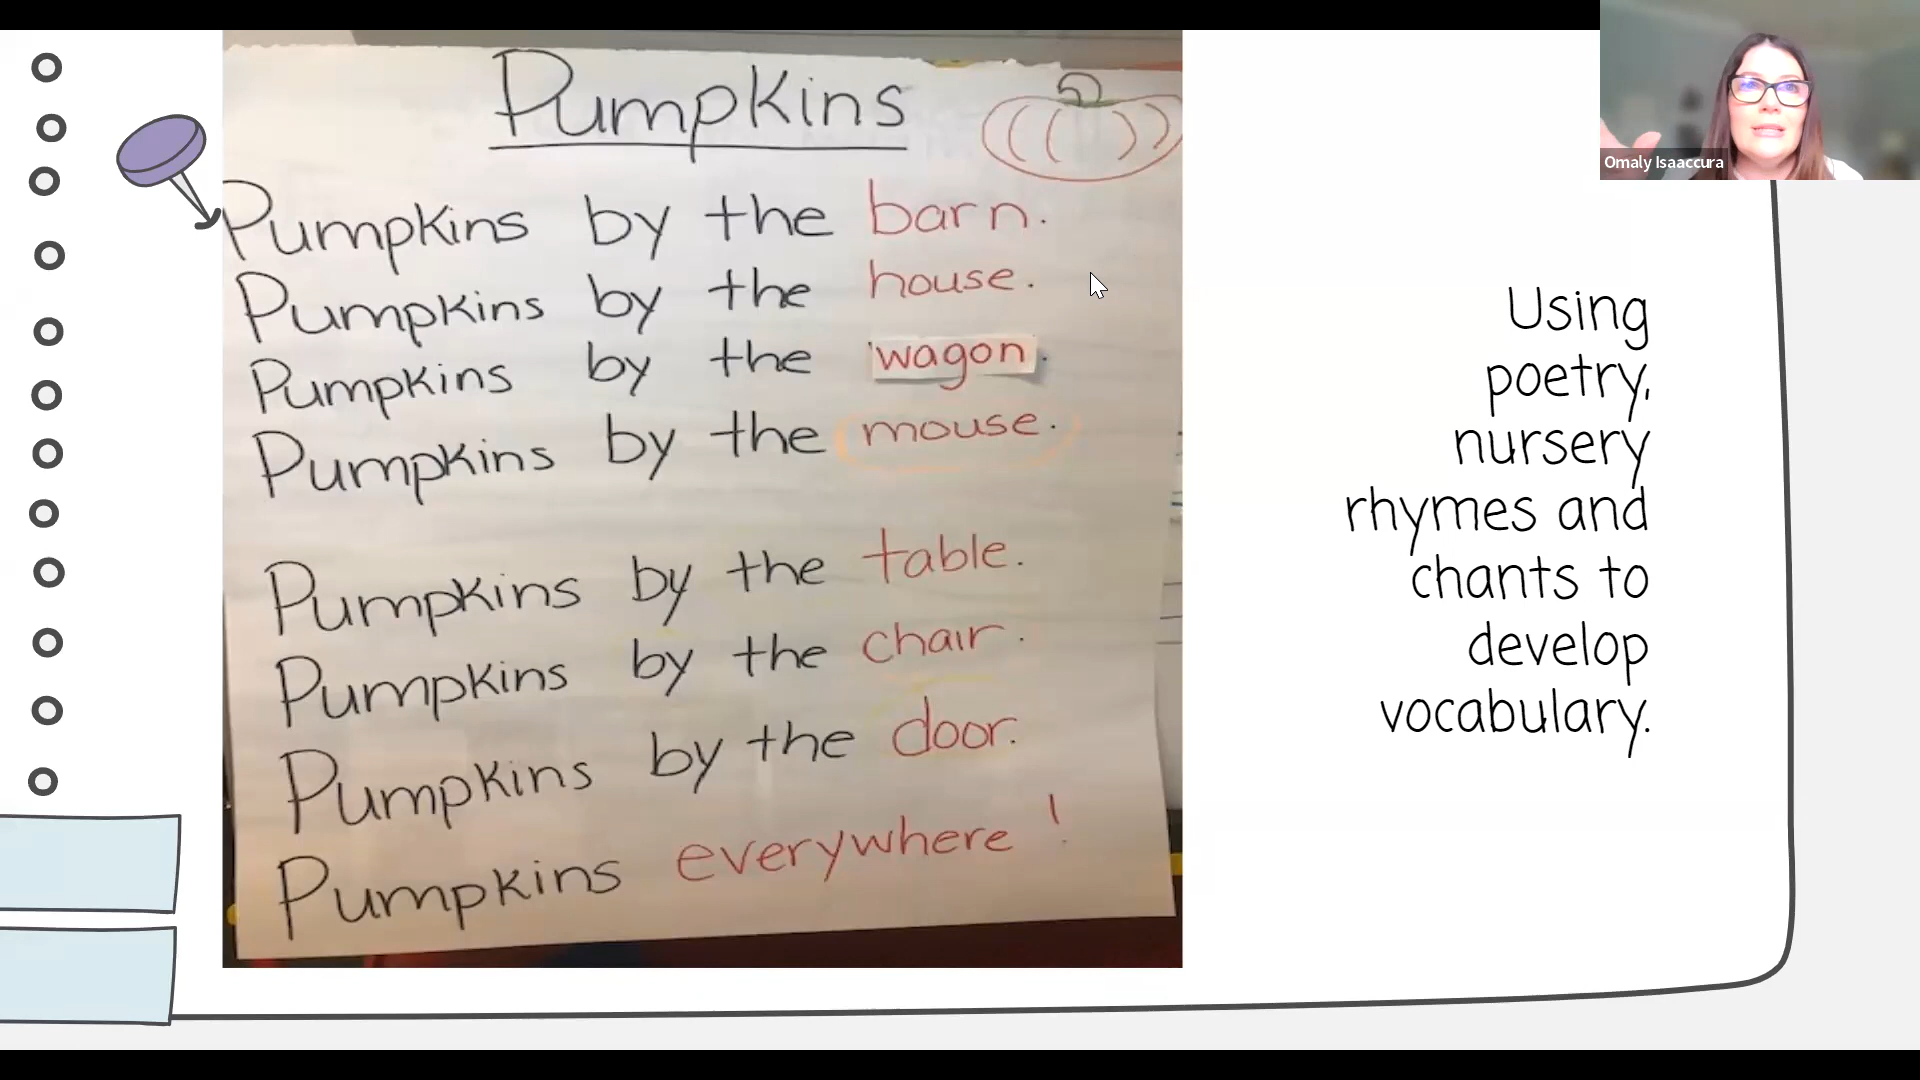 Pumpkins
Pumpkins by the barn.
Pumpkins by the house.
Pumpkins by the wagon.
Pumpkins by the mouse.
Pumpkins by the table.
Pumpkins by the chair.
Pumpkins by the door.
Pumpkins everywhere!
Using
poetry,
nursery
rhymes and
chants to
develop
vocabulary.
Omaly Isaaccura